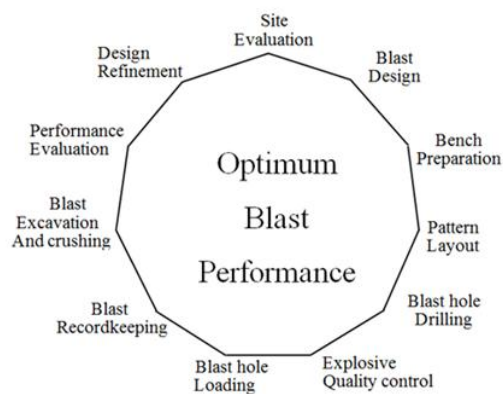 Site
Evaluation
Blast
Design
Bench
Preparation
Pattern
Layout
Blast hole
Drilling
Explosive
Quality control
Blast hole
Loading
Blast
Recordkeeping
Blast
Excavation
And crushing
Performance
Evaluation
Design
Refinement
Optimum
Blast
Performance